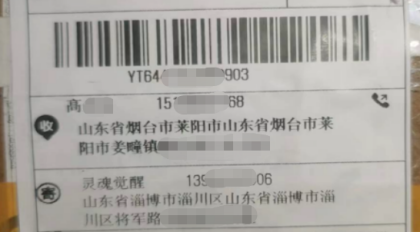 YT64 903
高 151 68
收 山东省烟台市莱阳市山东省烟台市莱
阳市姜疃镇
灵魂觉醒 139 06
寄 山东省淄博市淄川区山东省淄博市淄
川区将军路